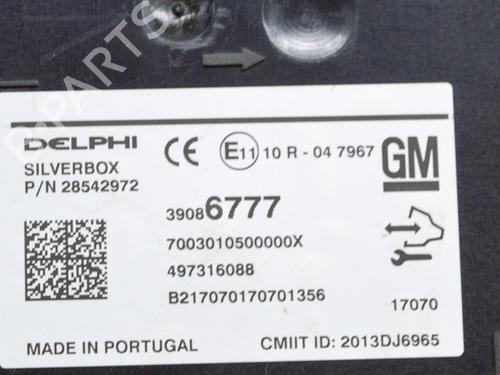 B-PARTS
DELPHI
SILVERBOX
P/N 28542972
CE E11 10 R - 04 7967
GM
39086777
7003010500000X
497316088
B217070170701356
17070
MADE IN PORTUGAL
CMIIT ID: 2013DJ6965